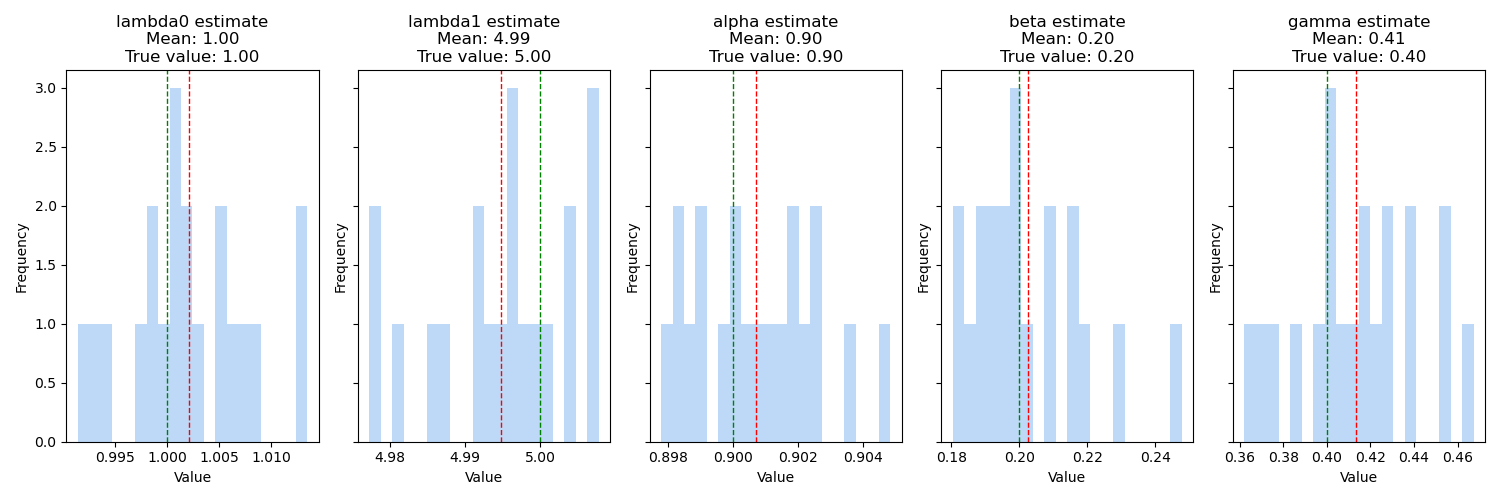 lambda0 estimate
Mean: 1.00
True value: 1.00
lambda1 estimate
Mean: 4.99
True value: 5.00
alpha estimate
Mean: 0.90
True value: 0.90
beta estimate
Mean: 0.20
True value: 0.20
gamma estimate
Mean: 0.41
True value: 0.40
3.0
2.5
2.0
1.5
1.0
0.5
0.0
Frequency
0.995 1.000 1.005 1.010
Value
Frequency
4.98 4.99 5.00
Value
Frequency
0.898 0.900 0.902 0.904
Value
Frequency
0.18 0.20 0.22 0.24
Value
Frequency
0.36 0.38 0.40 0.42 0.44 0.46
Value